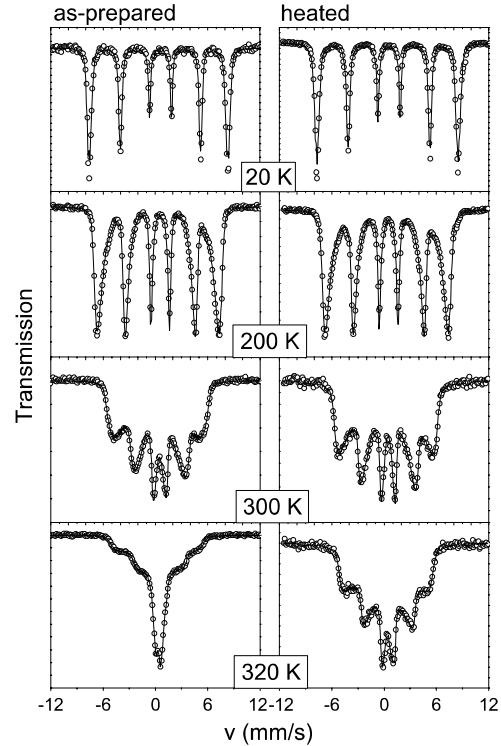 as-prepared heated
20 K
200 K
Transmission
300 K
320 K
-12 -6 0 6 12 -12 -6 0 6 12
v (mm/s)